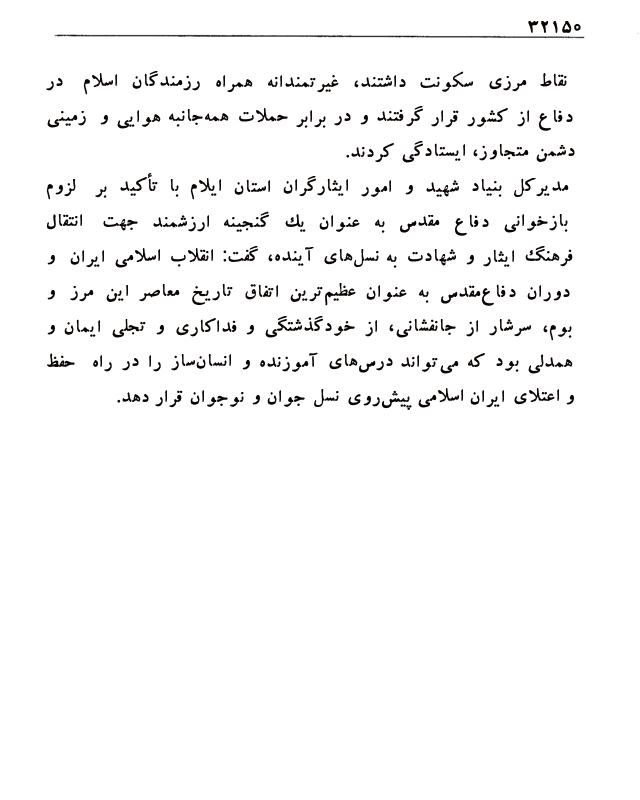 ۳۲۱۵۰
نقاط مرزی سکونت داشتند، غیرتمندانه همراه رزمندگان اسلام در
دفاع از کشور قرار گرفتند و در برابر حملات همه‌جانبه هوایی و زمینی
دشمن متجاوز، ایستادگی کردند.
مدیرکل بنیاد شهید و امور ایثارگران استان ایلام با تأکید بر لزوم
بازخوانی دفاع مقدس به عنوان یك گنجینه ارزشمند جهت انتقال
فرهنگ ایثار و شهادت به نسل‌های آینده، گفت: انقلاب اسلامی ایران و
دوران دفاع‌مقدس به عنوان عظیم‌ترین اتفاق تاریخ معاصر این مرز و
بوم، سرشار از جانفشانی، از خودگذشتگی و فداکاری و تجلی ایمان و
همدلی بود که می‌تواند درس‌های آموزنده و انسان‌ساز را در راه حفظ
و اعتلای ایران اسلامی پیش‌روی نسل جوان و نوجوان قرار دهد.